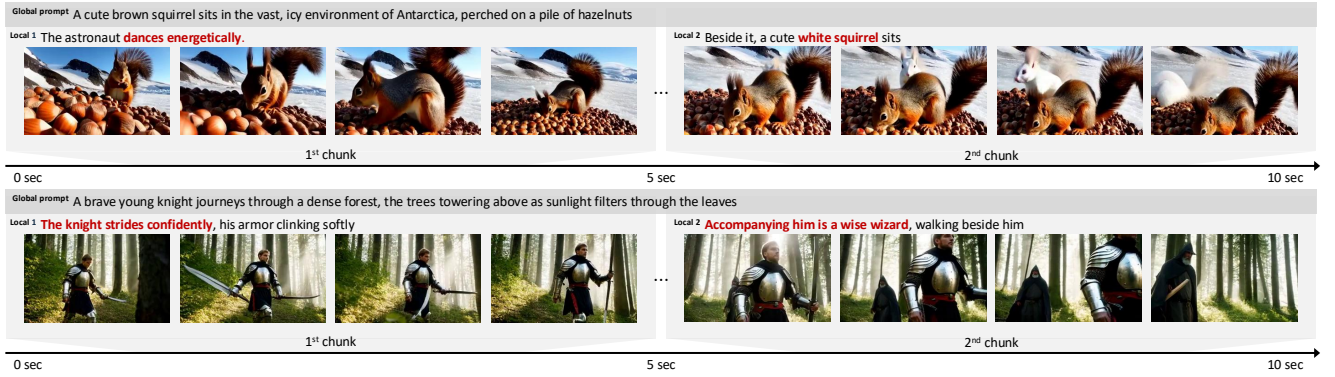 Global prompt A cute brown squirrel sits in the vast, icy environment of Antarctica, perched on a pile of hazelnuts
Local 1 The astronaut dances energetically.
Local 2 Beside it, a cute white squirrel sits
...
1st chunk
2nd chunk
0 sec
5 sec
10 sec
Global prompt A brave young knight journeys through a dense forest, the trees towering above as sunlight filters through the leaves
Local 1 The knight strides confidently, his armor clinking softly
Local 2 Accompanying him is a wise wizard, walking beside him
...
1st chunk
2nd chunk
0 sec
5 sec
10 sec